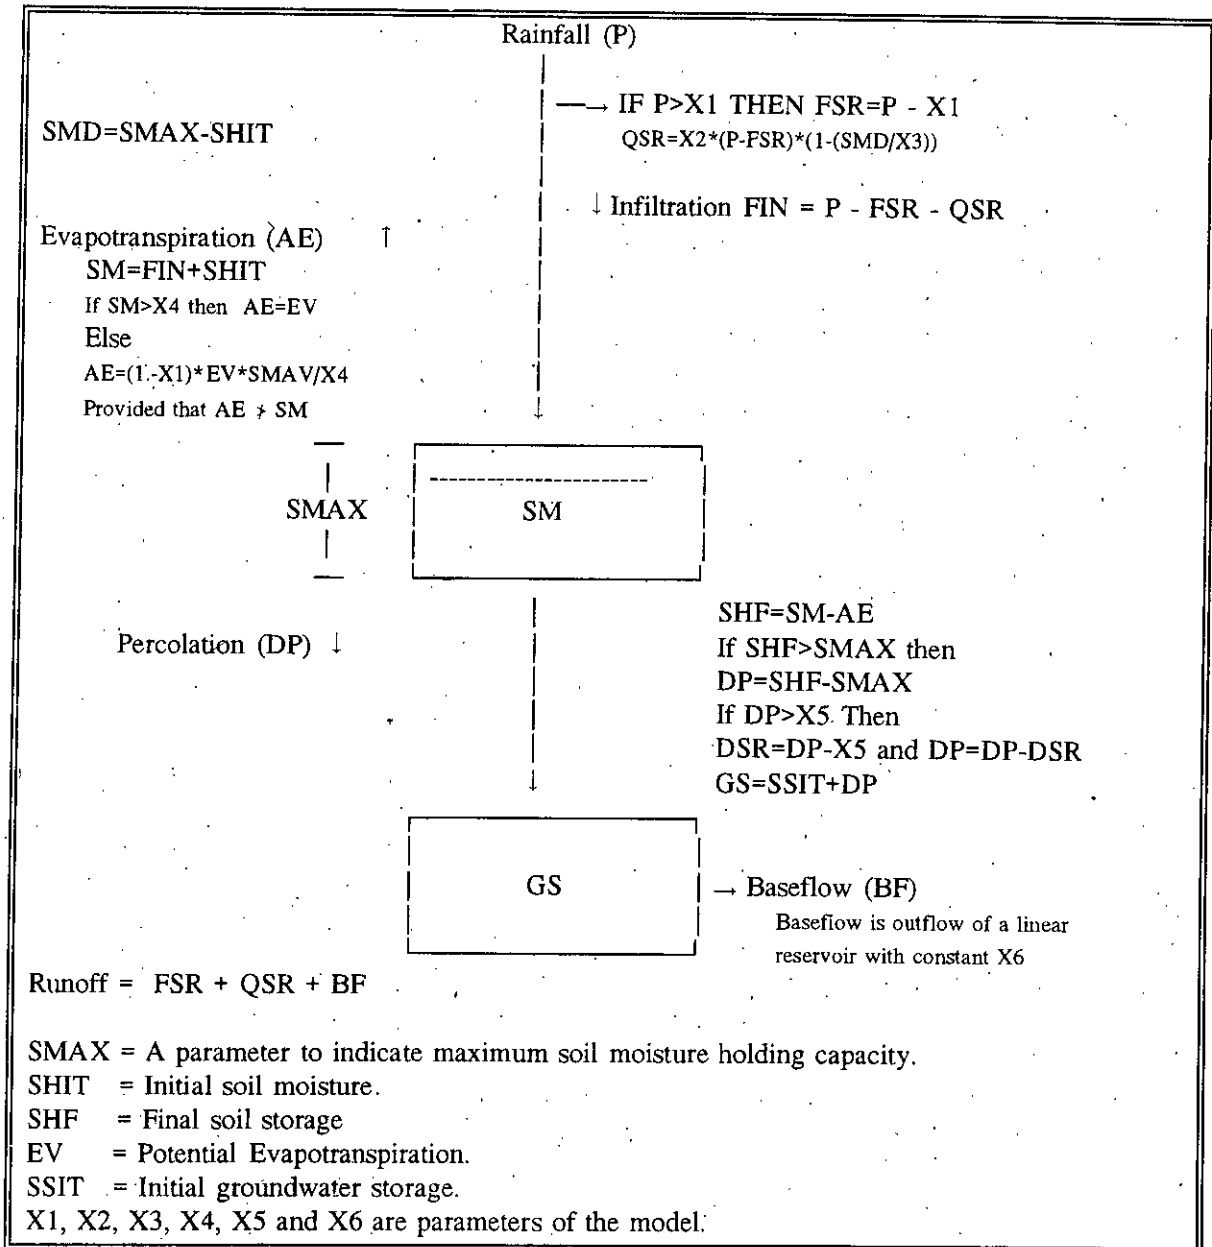 Rainfall (P)
→ IF P>X1 THEN FSR=P - X1
SMD=SMAX-SHIT
QSR=X2*(P-FSR)*(1-(SMD/X3))
↓ Infiltration FIN = P - FSR - QSR
Evapotranspiration (AE) ↑
SM=FIN+SHIT
If SM>X4 then AE=EV
Else
AE=(1.-X1)*EV*SMAV/X4
Provided that AE ≯ SM
SMAX
SM
Percolation (DP) ↓
SHF=SM-AE
If SHF>SMAX then
DP=SHF-SMAX
If DP>X5 Then
DSR=DP-X5 and DP=DP-DSR
GS=SSIT+DP
GS
→ Baseflow (BF)
Baseflow is outflow of a linear
reservoir with constant X6
Runoff = FSR + QSR + BF
SMAX = A parameter to indicate maximum soil moisture holding capacity.
SHIT = Initial soil moisture.
SHF = Final soil storage
EV = Potential Evapotranspiration.
SSIT = Initial groundwater storage.
X1, X2, X3, X4, X5 and X6 are parameters of the model.